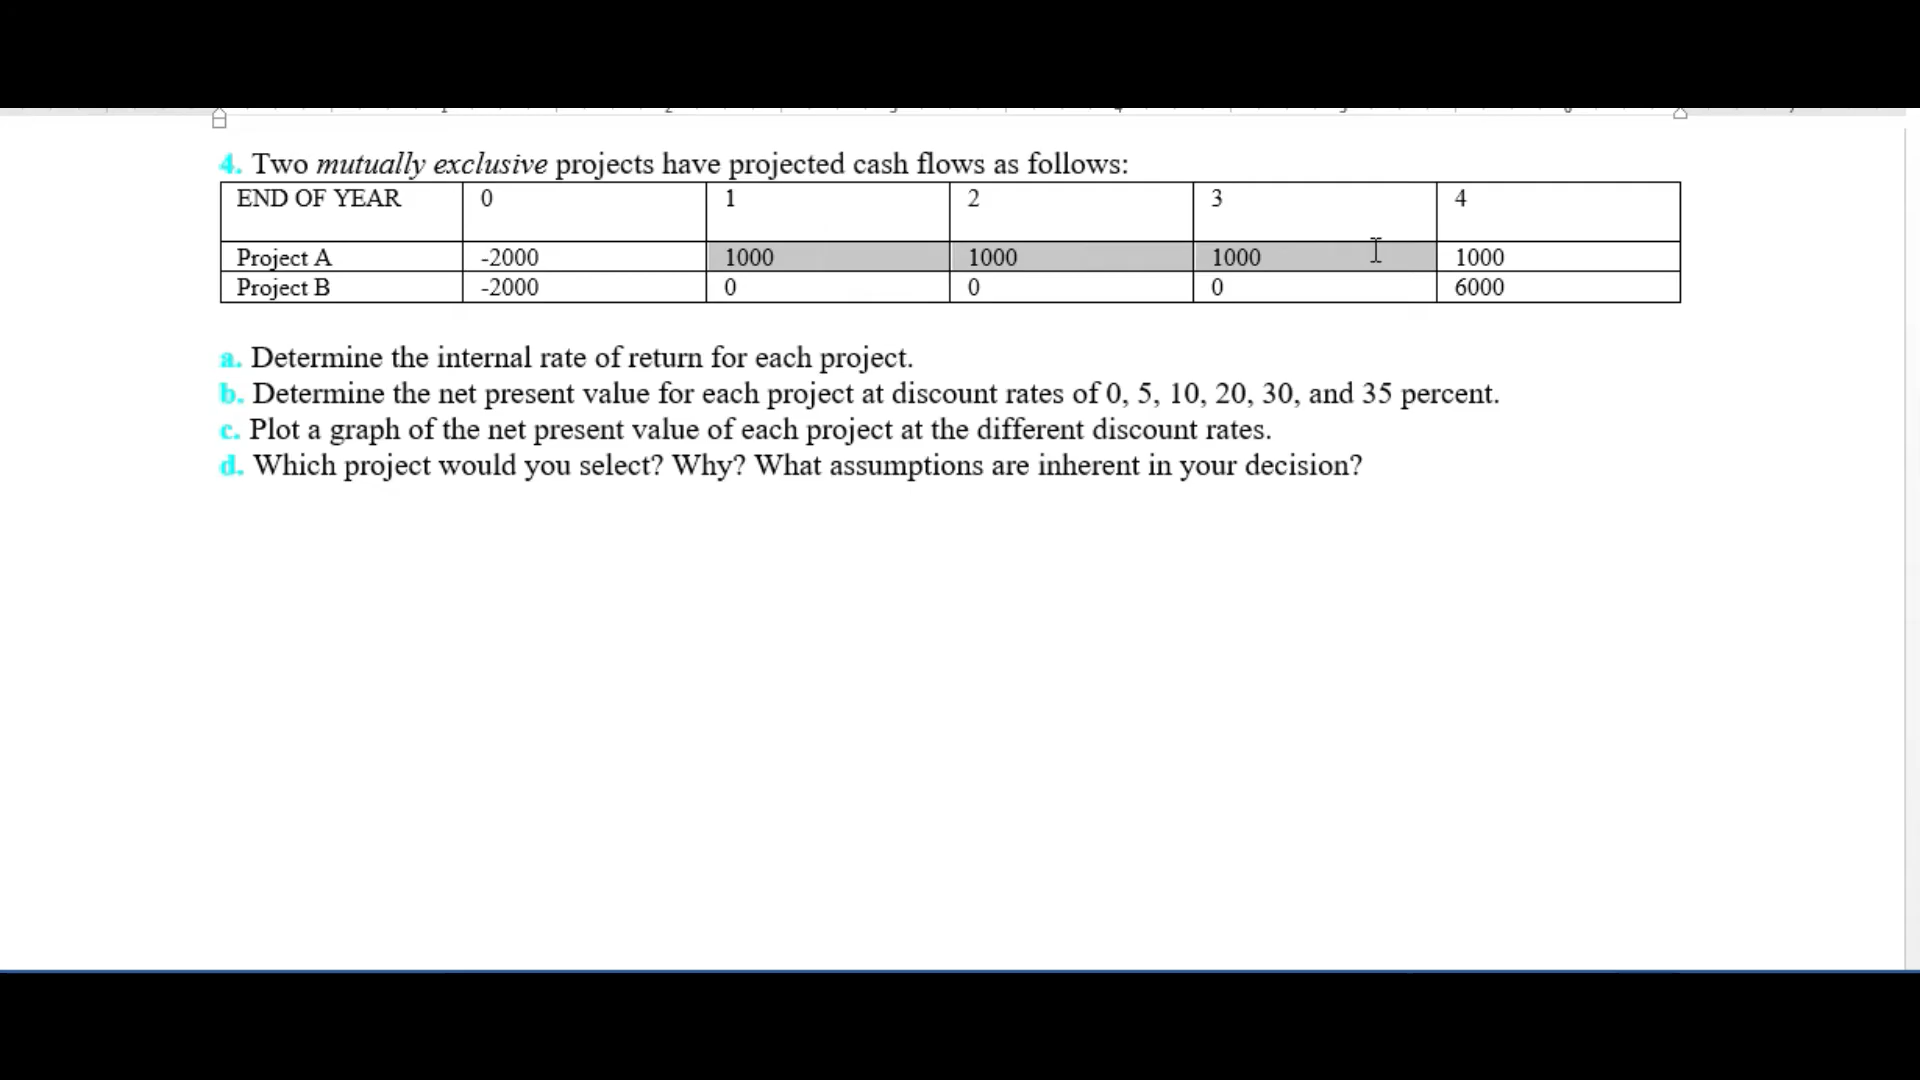 4. Two mutually exclusive projects have projected cash flows as follows:
END OF YEAR 0 1 2 3 4
Project A -2000 1000 1000 1000 1000
Project B -2000 0 0 0 6000
a. Determine the internal rate of return for each project.
b. Determine the net present value for each project at discount rates of 0, 5, 10, 20, 30, and 35 percent.
c. Plot a graph of the net present value of each project at the different discount rates.
d. Which project would you select? Why? What assumptions are inherent in your decision?